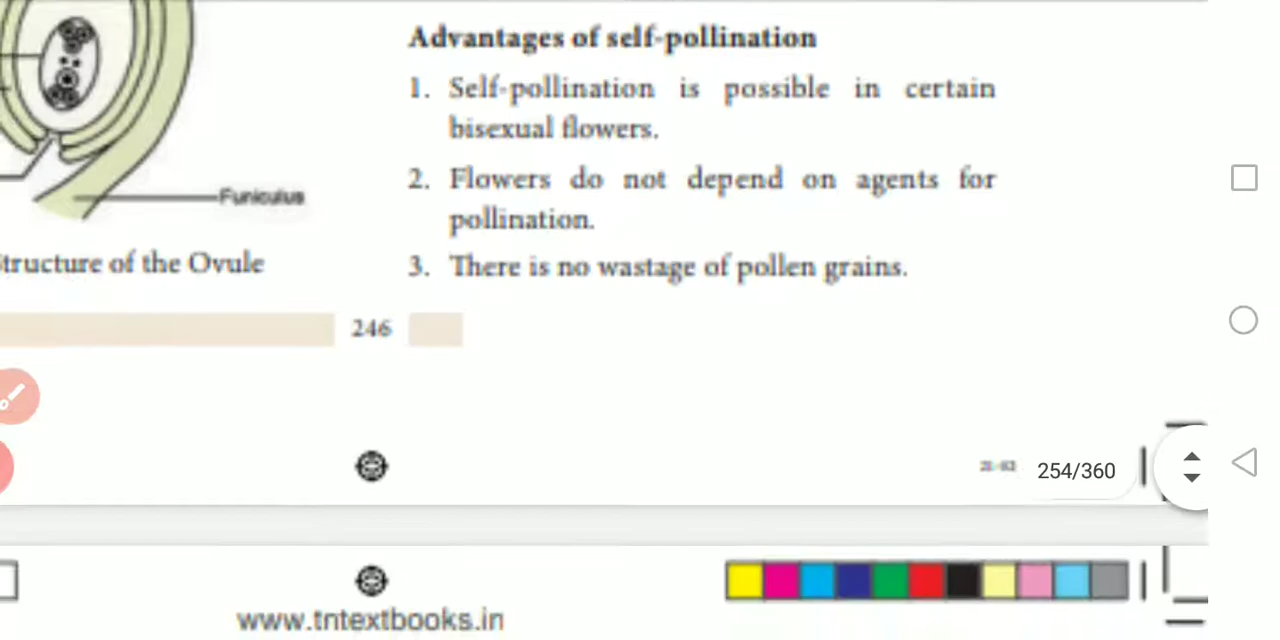 Advantages of self-pollination
1. Self-pollination is possible in certain
bisexual flowers.
2. Flowers do not depend on agents for
pollination.
3. There is no wastage of pollen grains.
Funiculus
tructure of the Ovule
246
254/360
www.tntextbooks.in